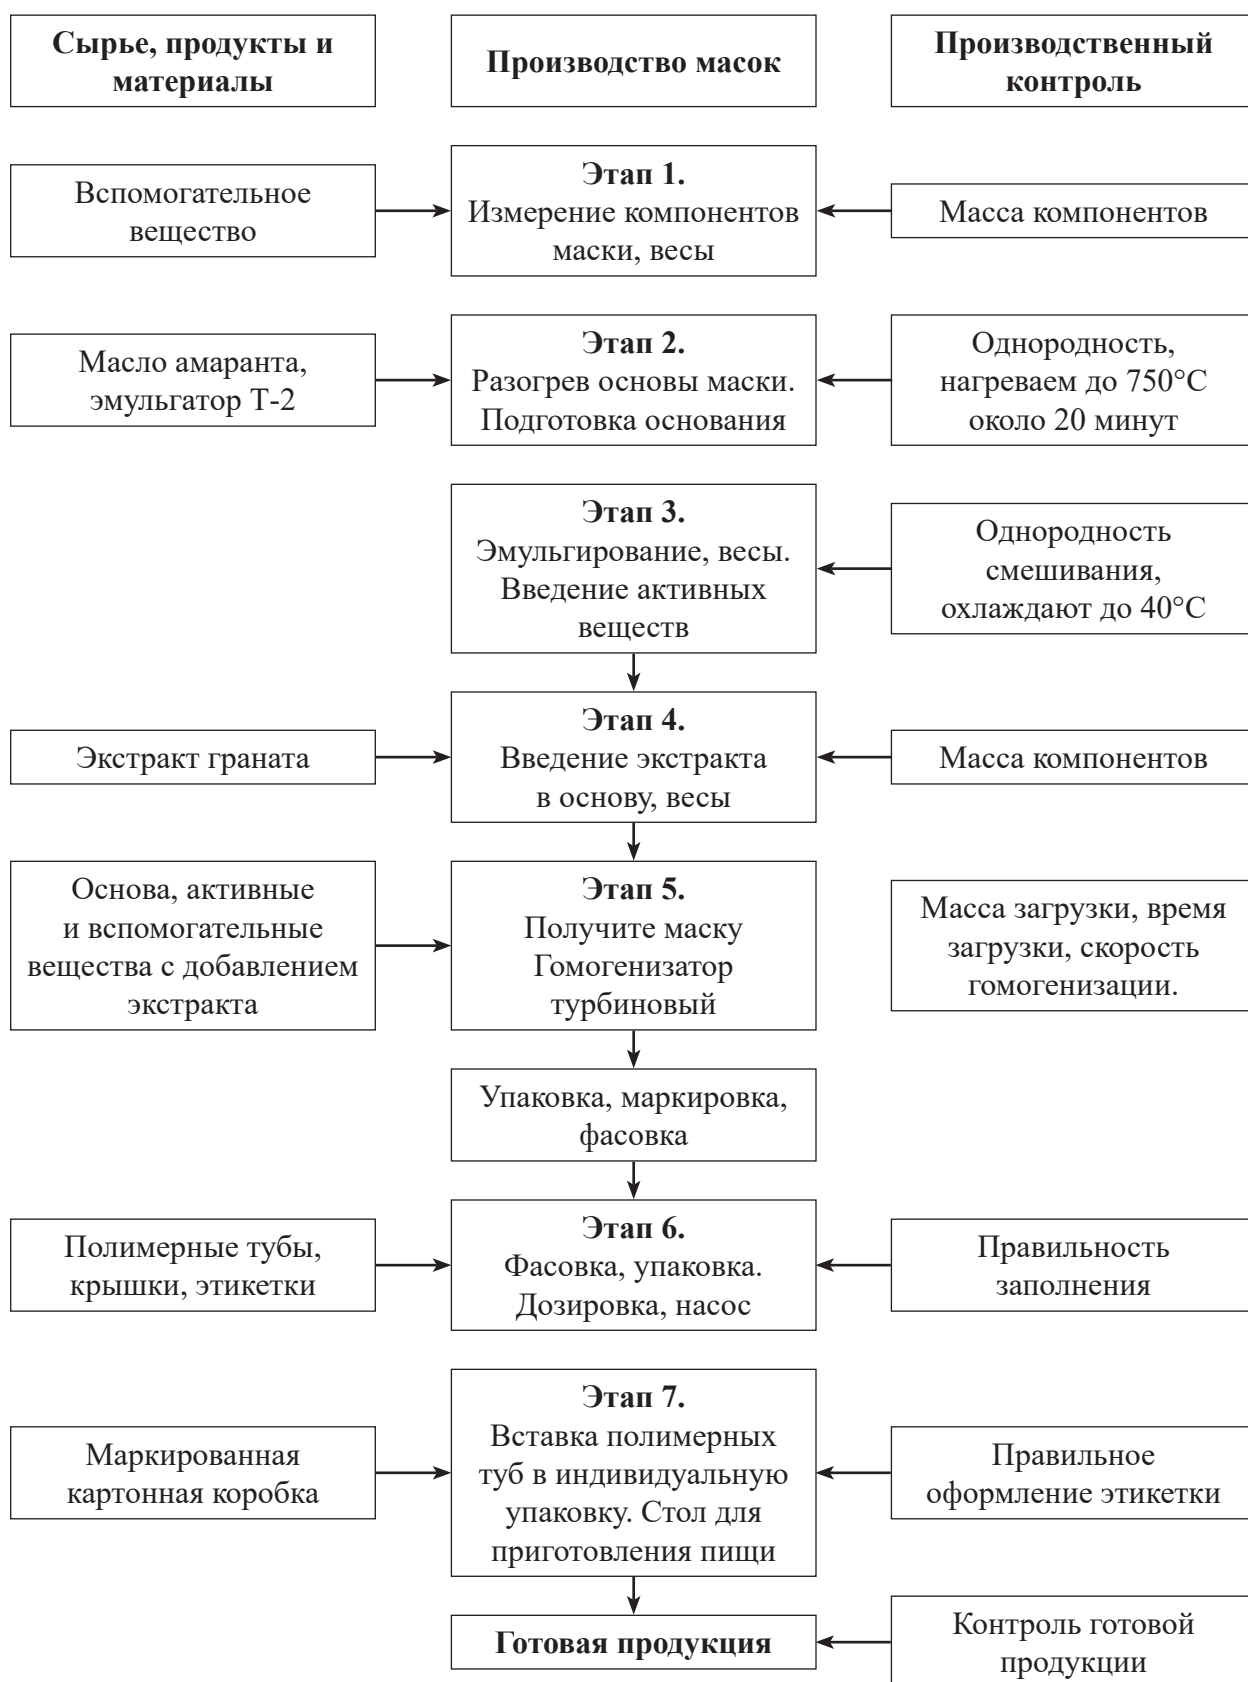 Сырье, продукты и
материалы
Производство масок
Производственный
контроль
Вспомогательное
вещество
Этап 1.
Измерение компонентов
маски, весы
Масса компонентов
Масло амаранта,
эмульгатор Т-2
Этап 2.
Разогрев основы маски.
Подготовка основания
Однородность,
нагреваем до 750°С
около 20 минут
Этап 3.
Эмульгирование, весы.
Введение активных
веществ
Однородность
смешивания,
охлаждают до 40°С
Экстракт граната
Этап 4.
Введение экстракта
в основу, весы
Масса компонентов
Основа, активные
и вспомогательные
вещества с добавлением
экстракта
Этап 5.
Получите маску
Гомогенизатор
турбиновый
Масса загрузки, время
загрузки, скорость
гомогенизации.
Упаковка, маркировка,
фасовка
Полимерные тубы,
крышки, этикетки
Этап 6.
Фасовка, упаковка.
Дозировка, насос
Правильность
заполнения
Маркированная
картонная коробка
Этап 7.
Вставка полимерных
туб в индивидуальную
упаковку. Стол для
приготовления пищи
Правильное
оформление этикетки
Готовая продукция
Контроль готовой
продукции